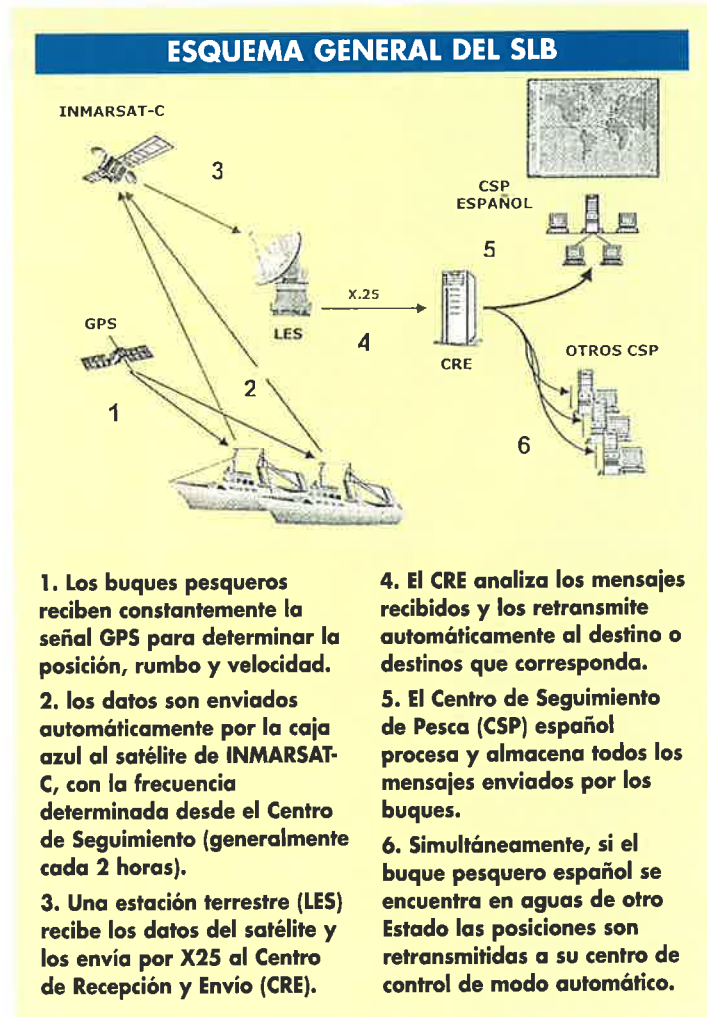 ESQUEMA GENERAL DEL SLB
INMARSAT-C
3
CSP
ESPAÑOL
5
X.25
LES
4
CRE
GPS
OTROS CSP
2
1
6
1. Los buques pesqueros
reciben constantemente la
señal GPS para determinar la
posición, rumbo y velocidad.
2. los datos son enviados
automáticamente por la caja
azul al satélite de INMARSAT-
C, con la frecuencia
determinada desde el Centro
de Seguimiento (generalmente
cada 2 horas).
3. Una estación terrestre (LES)
recibe los datos del satélite y
los envía por X25 al Centro
de Recepción y Envío (CRE).
4. El CRE analiza los mensajes
recibidos y los retransmite
automáticamente al destino o
destinos que corresponda.
5. El Centro de Seguimiento
de Pesca (CSP) español
procesa y almacena todos los
mensajes enviados por los
buques.
6. Simultáneamente, si el
buque pesquero español se
encuentra en aguas de otro
Estado las posiciones son
retransmitidas a su centro de
control de modo automático.